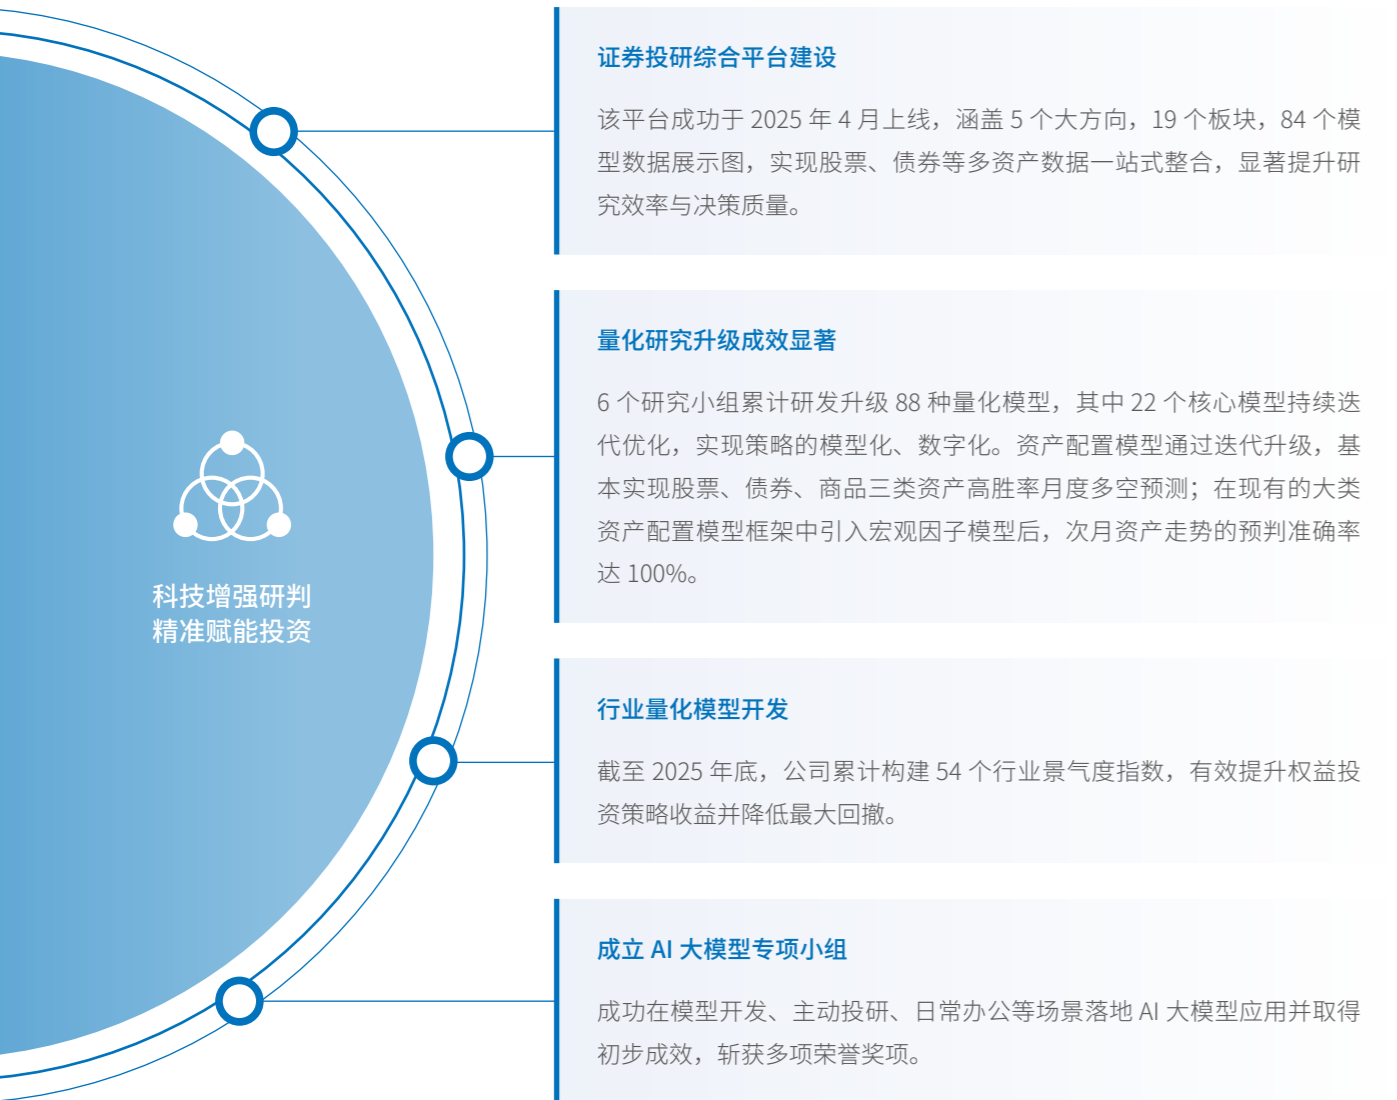 科技增强研判
精准赋能投资
证券投研综合平台建设
该平台成功于 2025 年 4 月上线，涵盖 5 个大方向，19 个板块，84 个模
型数据展示图，实现股票、债券等多资产数据一站式整合，显著提升研
究效率与决策质量。
量化研究升级成效显著
6 个研究小组累计研发升级 88 种量化模型，其中 22 个核心模型持续迭
代优化，实现策略的模型化、数字化。资产配置模型通过迭代升级，基
本实现股票、债券、商品三类资产高胜率月度多空预测；在现有的大类
资产配置模型框架中引入宏观因子模型后，次月资产走势的预判准确率
达 100%。
行业量化模型开发
截至 2025 年底，公司累计构建 54 个行业景气度指数，有效提升权益投
资策略收益并降低最大回撤。
成立 AI 大模型专项小组
成功在模型开发、主动投研、日常办公等场景落地 AI 大模型应用并取得
初步成效，斩获多项荣誉奖项。